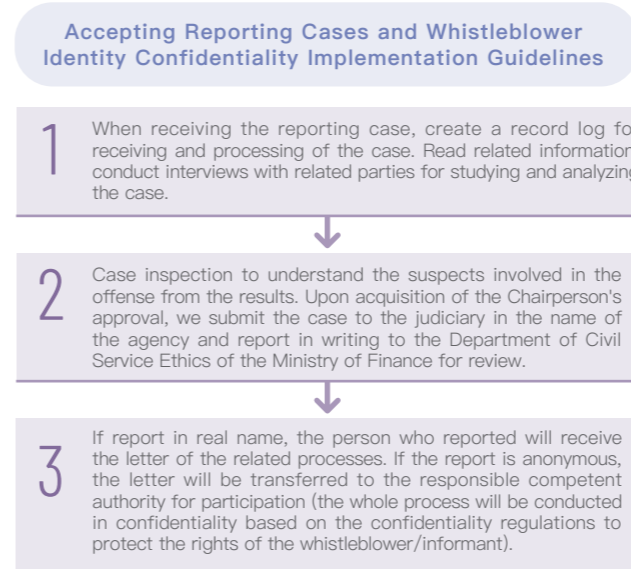 Accepting Reporting Cases and Whistleblower
Identity Confidentiality Implementation Guidelines
1
When receiving the reporting case, create a record log fo
receiving and processing of the case. Read related information
conduct interviews with related parties for studying and analyzing
the case.
2
Case inspection to understand the suspects involved in the
offense from the results. Upon acquisition of the Chairperson's
approval, we submit the case to the judiciary in the name of
the agency and report in writing to the Department of Civil
Service Ethics of the Ministry of Finance for review.
3
If report in real name, the person who reported will receive
the letter of the related processes. If the report is anonymous,
the letter will be transferred to the responsible competent
authority for participation (the whole process will be conducted
in confidentiality based on the confidentiality regulations to
protect the rights of the whistleblower/informant).